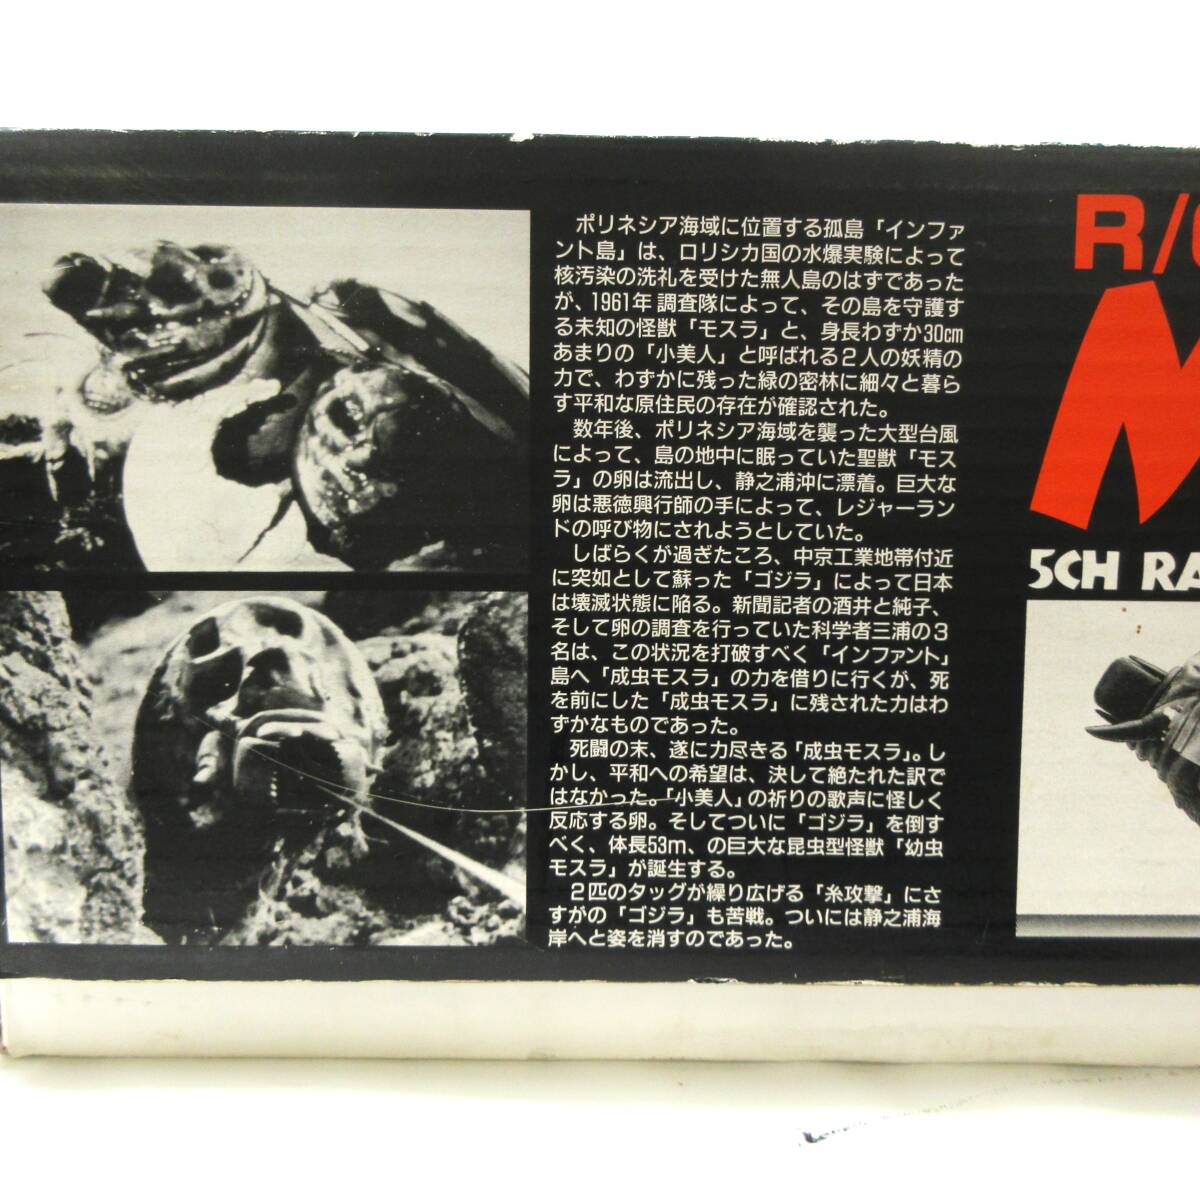 ポリネシア海域に位置する孤島「インファ
ント島」は、ロリシカ国の水爆実験によって
核汚染の洗礼を受けた無人島のはずであった
が、1961年 調査隊によって、その島を守護す
る未知の怪獣「モスラ」と、身長わずか30cm
あまりの「小美人」と呼ばれる2人の妖精の
力で、わずかに残った緑の密林に細々と暮ら
す平和な原住民の存在が確認された。
数年後、ポリネシア海域を襲った大型台風
によって、島の地中に眠っていた聖獣「モス
ラ」の卵は流出し、静之浦沖に漂着。巨大な
卵は悪徳興行師の手によって、レジャーラン
ドの呼び物にされようとしていた。
しばらくが過ぎたころ、中京工業地帯付近
に突如として蘇った「ゴジラ」によって日本
は壊滅状態に陥る。新聞記者の酒井と純子、
そして卵の調査を行っていた科学者三浦の3
名は、この状況を打破すべく「インファント」
島へ「成虫モスラ」の力を借りに行くが、死
を前にした「成虫モスラ」に残された力はわ
ずかなものであった。
死闘の末、遂に力尽きる「成虫モスラ」。し
かし、平和への希望は、決して絶たれた訳で
はなかった。「小美人」の祈りの歌声に怪しく
反応する卵。そしてついに「ゴジラ」を倒す
べく、体長53m、の巨大な昆虫型怪獣「幼虫
モスラ」が誕生する。
2匹のタッグが繰り広げる「糸攻撃」にさ
すがの「ゴジラ」も苦戦。ついには静之浦海
岸へと姿を消すのであった。
R/
M
5CH RA